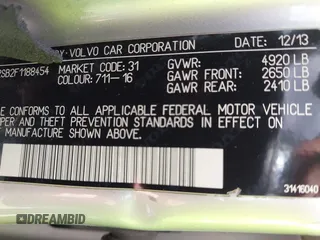 Y-VOLVO CAR CORPORATION
DATE: 12/13
SB2F1188454
MARKET CODE: 31
COLOUR: 711-16
GVWR: 4920 LB
GAWR FRONT: 2650 LB
GAWR REAR: 2410 LB
E CONFORMS TO ALL APPLICABLE FEDERAL MOTOR VEHICLE
AND THEFT PREVENTION STANDARDS IN EFFECT ON
MANUFACTURE SHOWN ABOVE.
31416040
DREAMBID